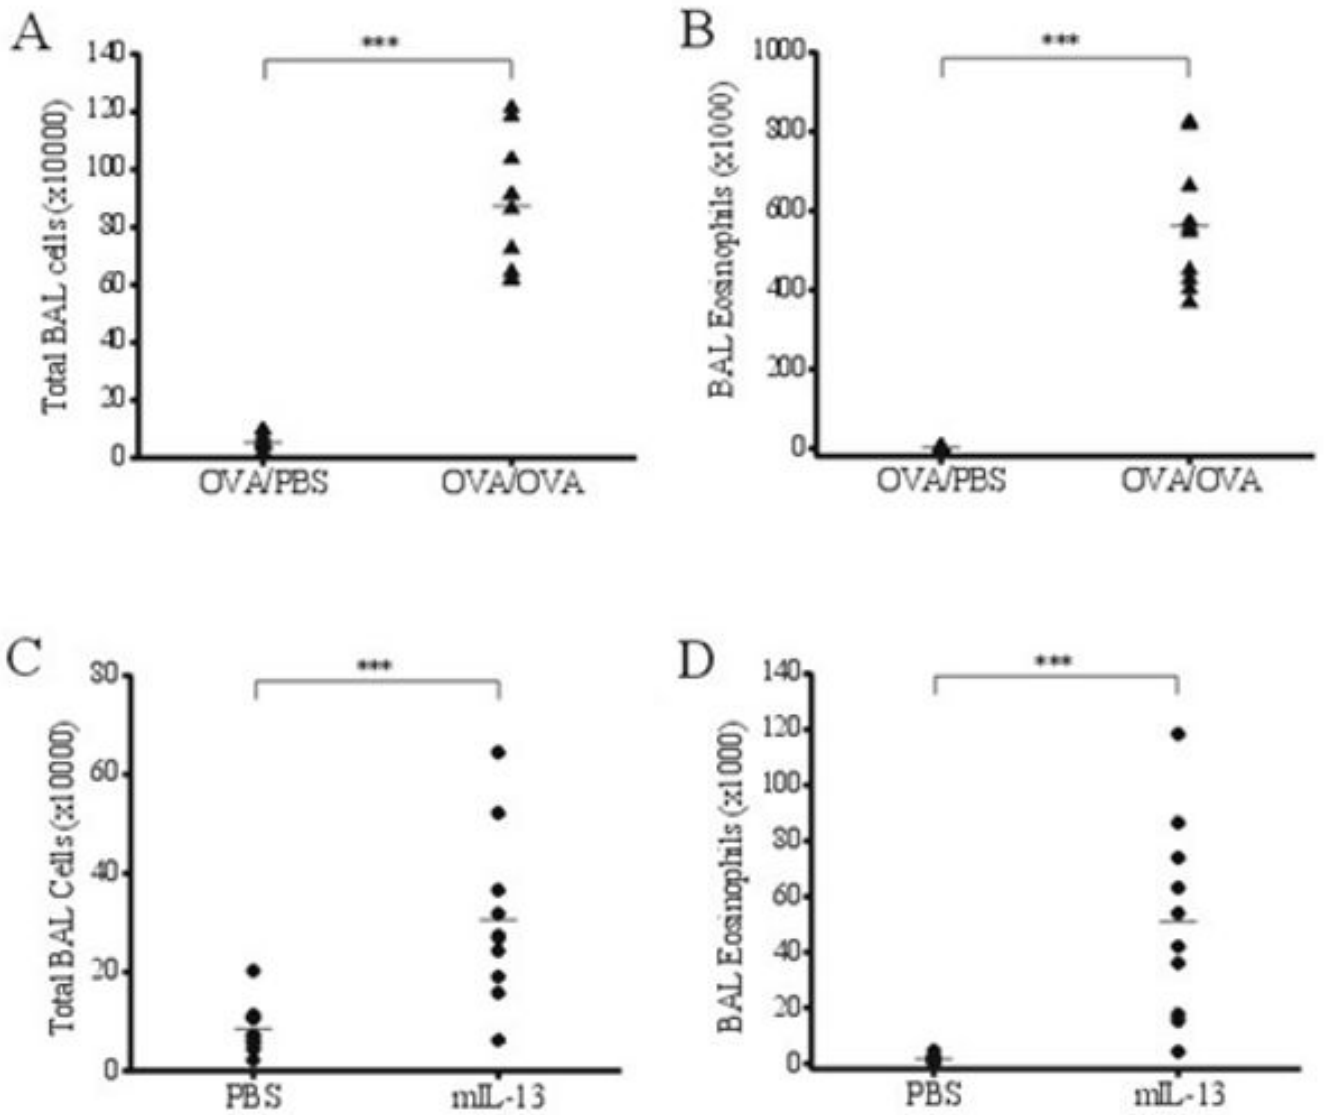 A
***
Total BAL cells (x10000)
140
120
100
80
60
40
20
0
OVA/PBS
OVA/OVA
B
***
BAL Eosinophils (x1000)
1000
800
600
400
200
0
OVA/PBS
OVA/OVA
C
***
Total BAL Cells (x10000)
80
60
40
20
0
PBS
mIL-13
D
***
BAL Eosinophils (x1000)
140
120
100
80
60
40
20
0
PBS
mIL-13